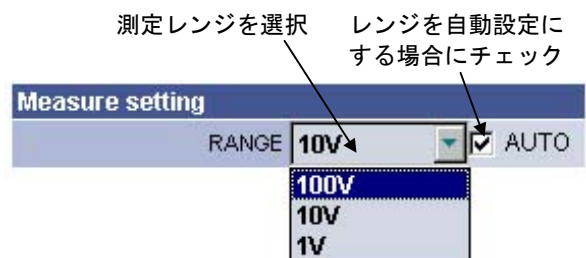 測定レンジを選択
レンジを自動設定に
する場合にチェック
Measure setting
RANGE 10V AUTO
100V
10V
1V